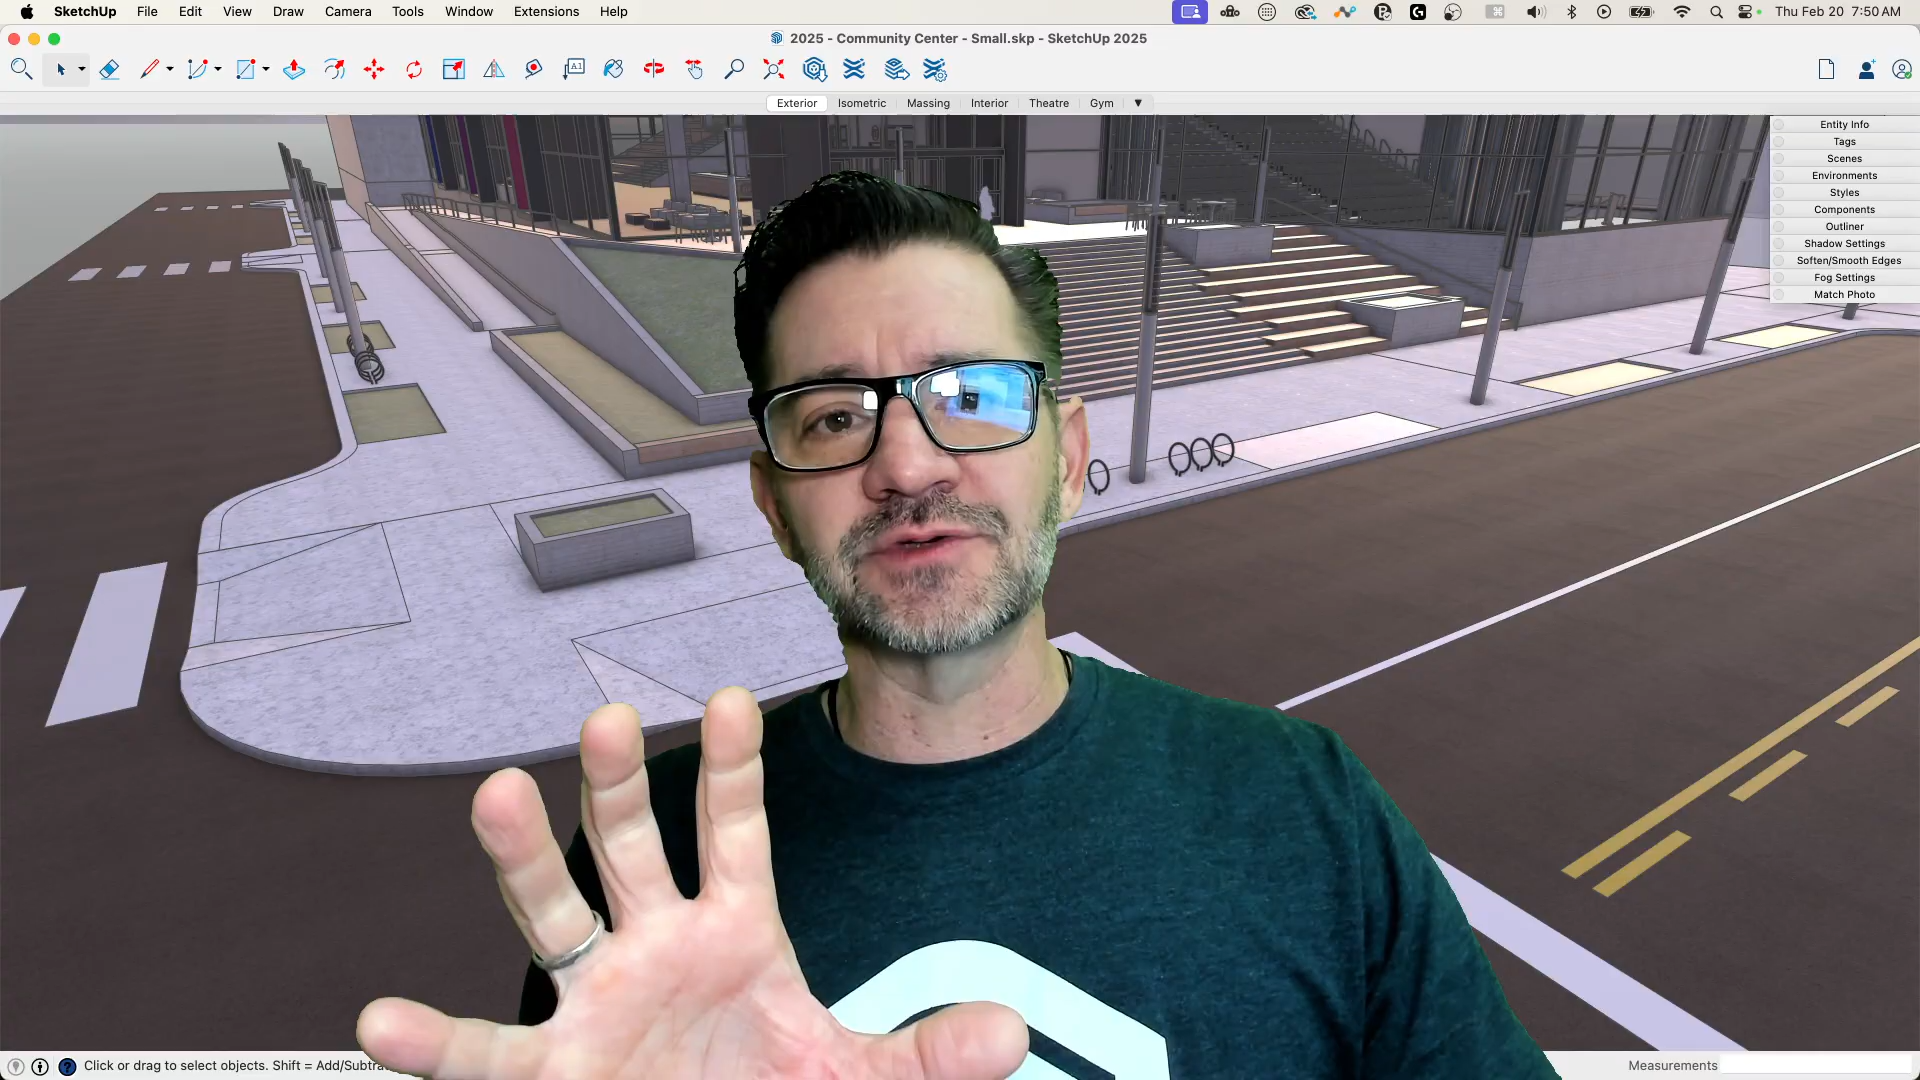 SketchUp File Edit View Draw Camera Tools Window Extensions Help Thu Feb 20 7:50 AM
2025 - Community Center - Small.skp - SketchUp 2025
A1
Exterior Isometric Massing Interior Theatre Gym
Entity Info
Tags
Scenes
Environments
Styles
Components
Outliner
Shadow Settings
Soften/Smooth Edges
Fog Settings
Match Photo
Click or drag to select objects. Shift = Add/Subtra
Measurements